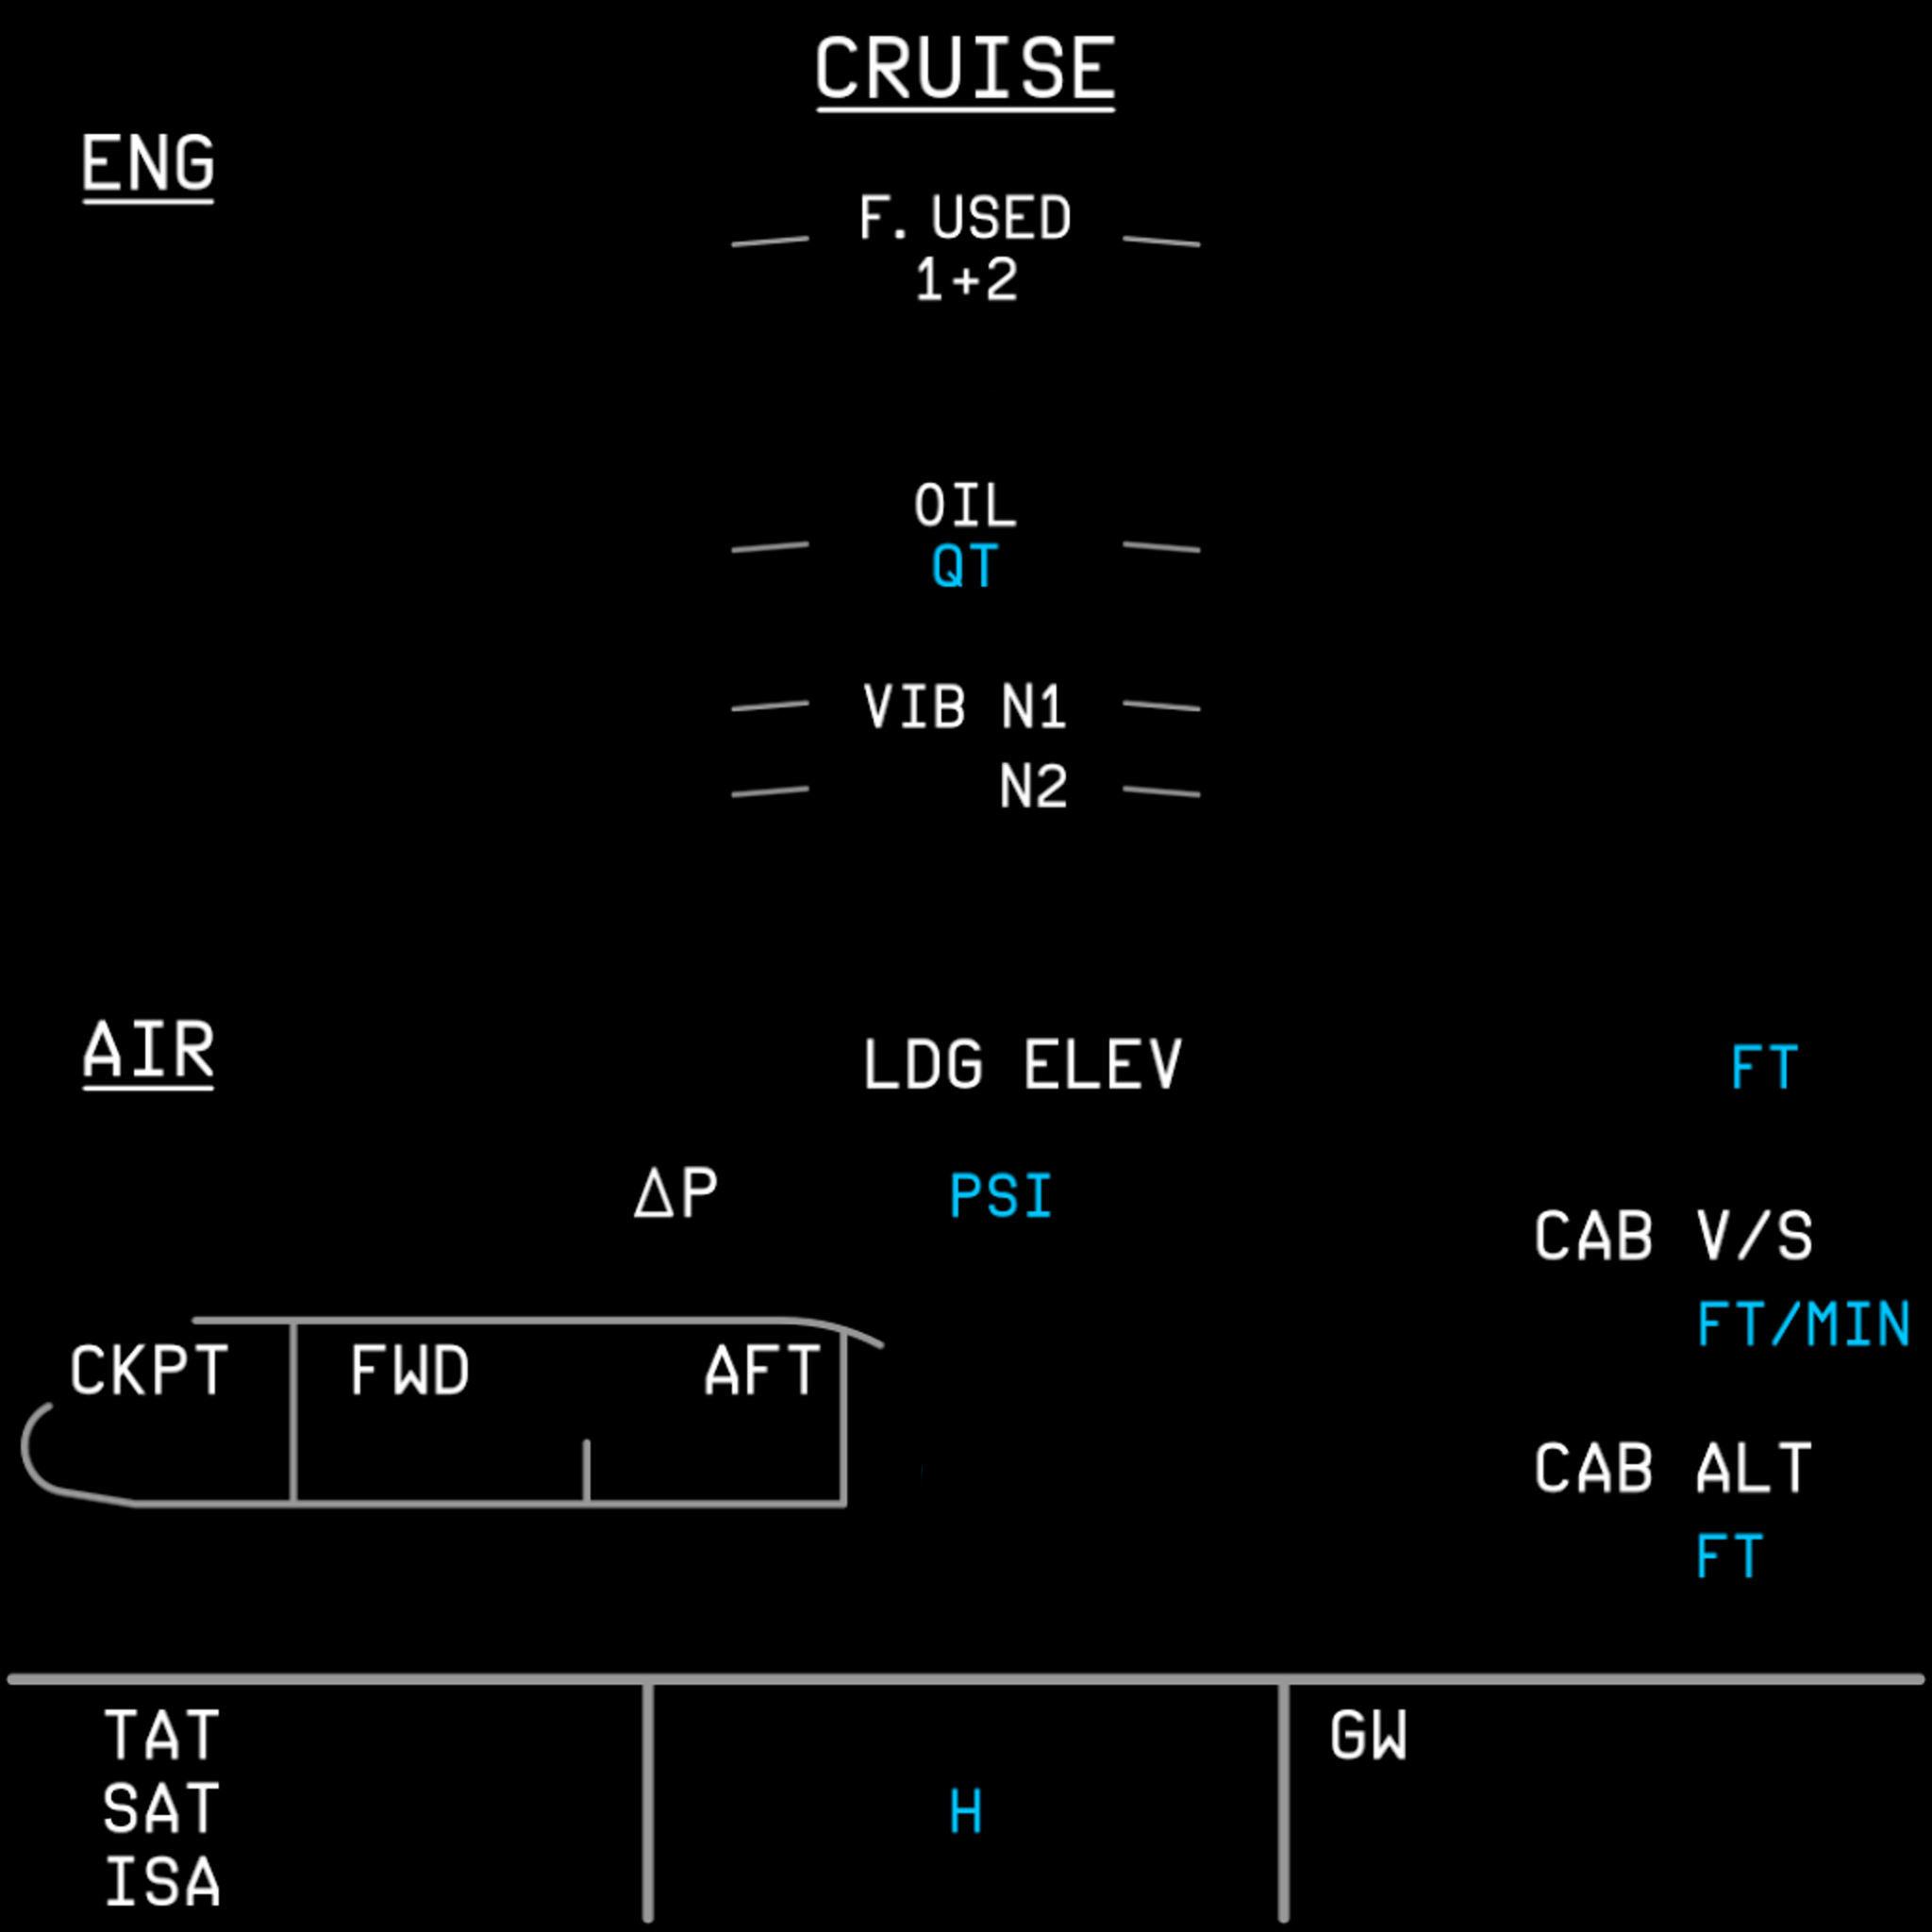 CRUISE
ENG
F. USED
1+2
OIL
QT
VIB N1
N2
AIR
LDG ELEV FT
ΔP PSI
CAB V/S
FT/MIN
CKPT FWD AFT
CAB ALT
FT
TAT
GW
SAT
H
ISA